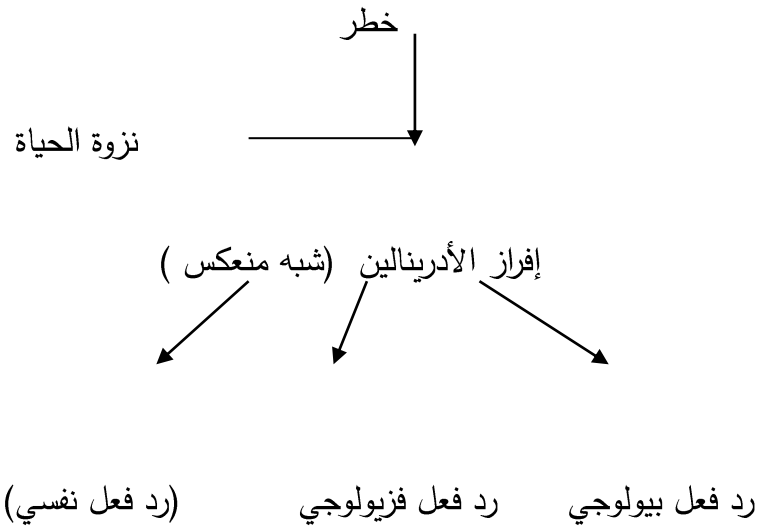 خطر
نزوة الحياة
إفراز الأدرينالين (شبه منعكس )
رد فعل بيولوجي رد فعل فزيولوجي (رد فعل نفسي)